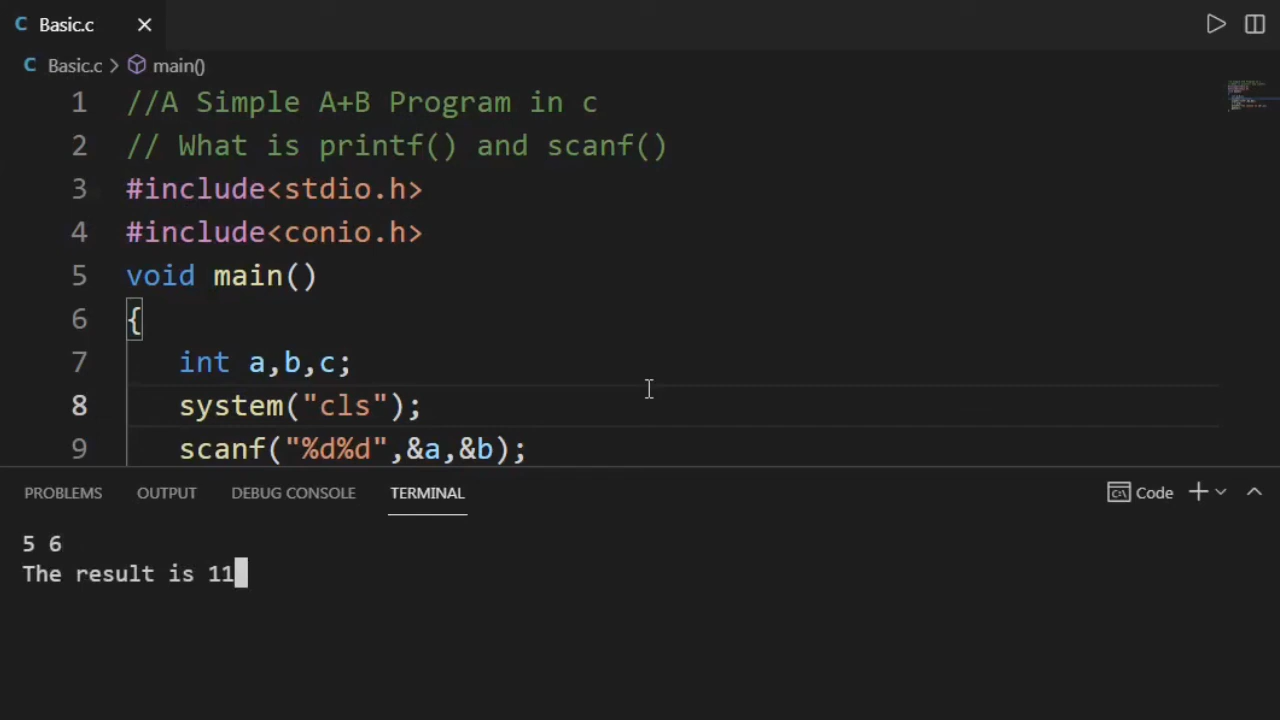 C Basic.c
C Basic.c > main()
1 //A Simple A+B Program in c
2 // What is printf() and scanf()
3 #include<stdio.h>
4 #include<conio.h>
5 void main()
6 {
7 int a,b,c;
8 system("cls");
9 scanf("%d%d",&a,&b);
PROBLEMS OUTPUT DEBUG CONSOLE TERMINAL Code
5 6
The result is 11